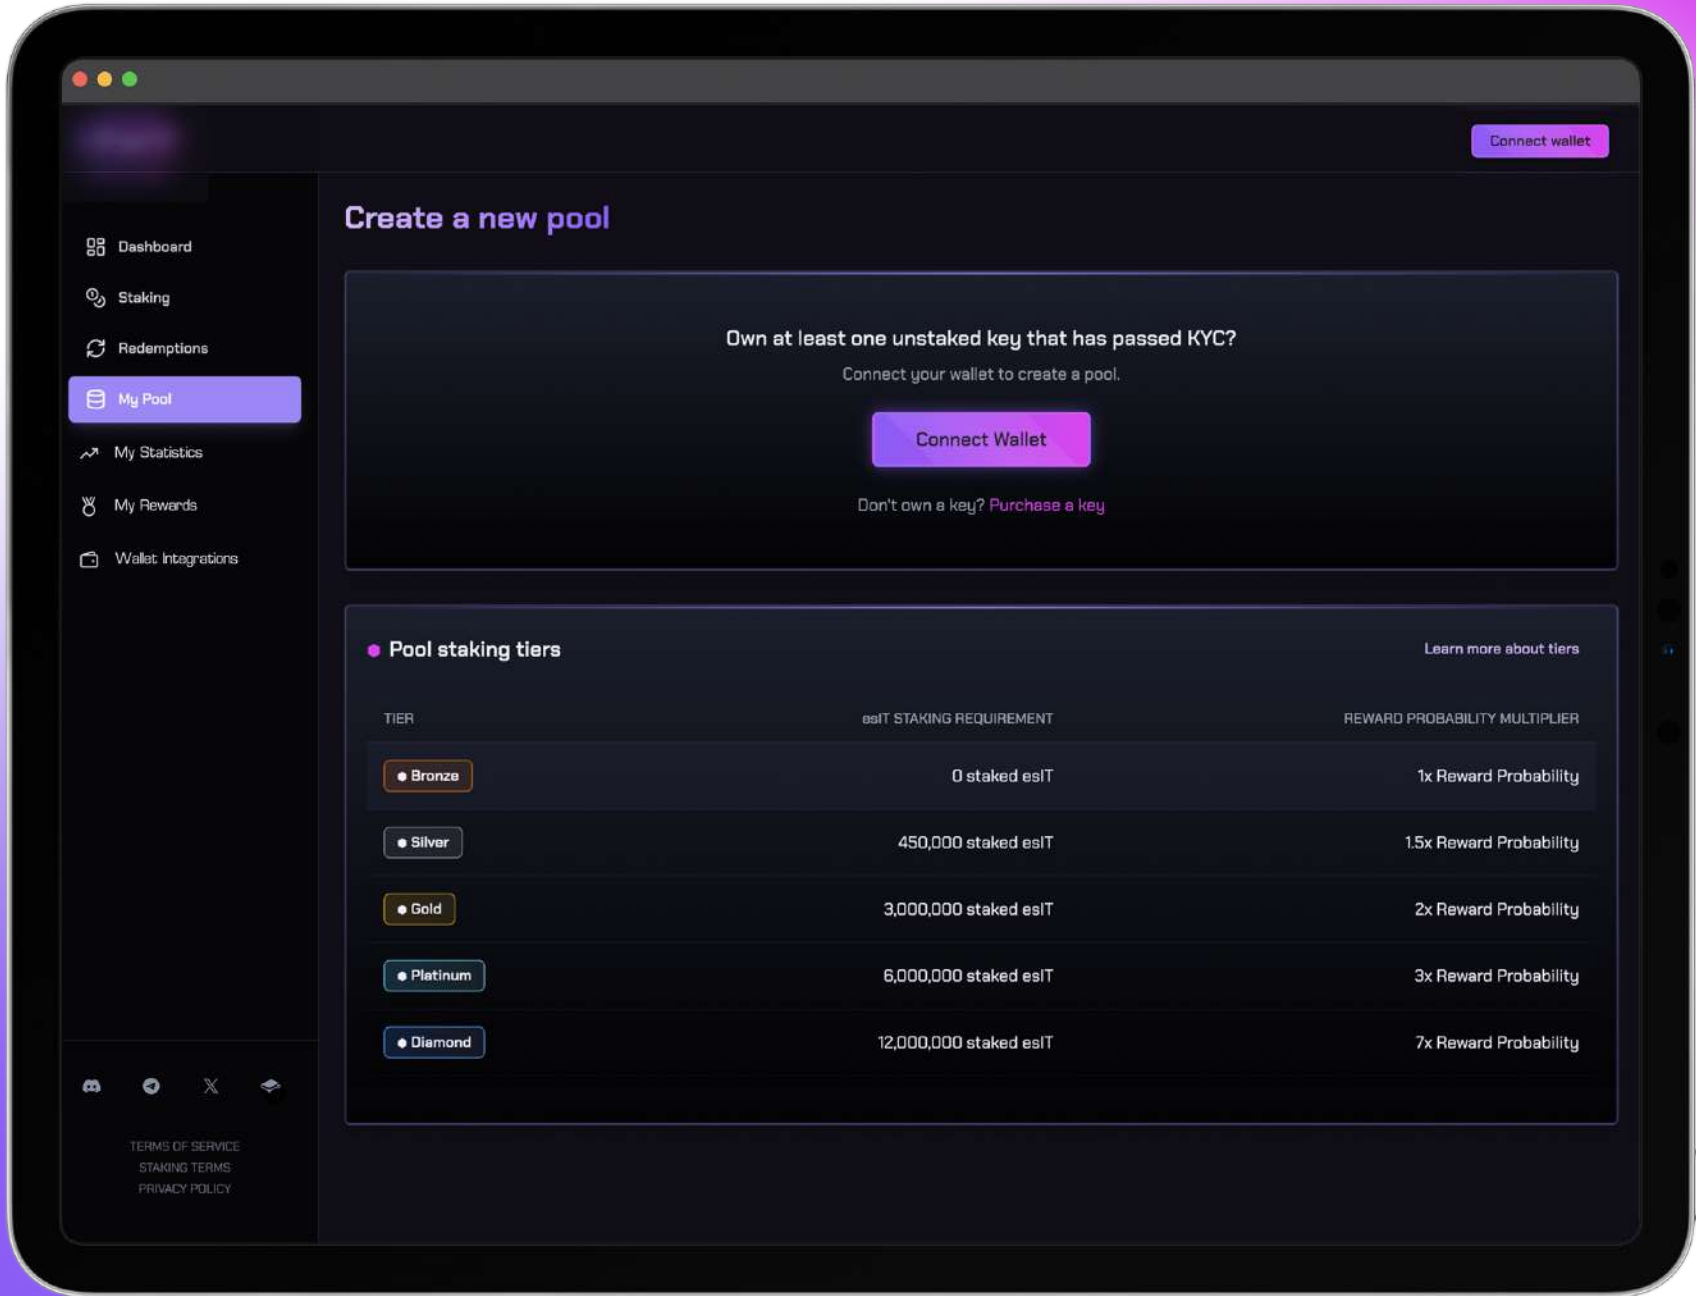 Connect wallet
Dashboard
Staking
Redemptions
My Pool
My Statistics
My Rewards
Wallet Integrations
TERMS OF SERVICE
STAKING TERMS
PRIVACY POLICY
Create a new pool
Own at least one unstaked key that has passed KYC?
Connect your wallet to create a pool.
Connect Wallet
Don't own a key? Purchase a key
Pool staking tiers
Learn more about tiers
TIER esIT STAKING REQUIREMENT REWARD PROBABILITY MULTIPLIER
Bronze 0 staked esIT 1x Reward Probability
Silver 450,000 staked esIT 1.5x Reward Probability
Gold 3,000,000 staked esIT 2x Reward Probability
Platinum 6,000,000 staked esIT 3x Reward Probability
Diamond 12,000,000 staked esIT 7x Reward Probability